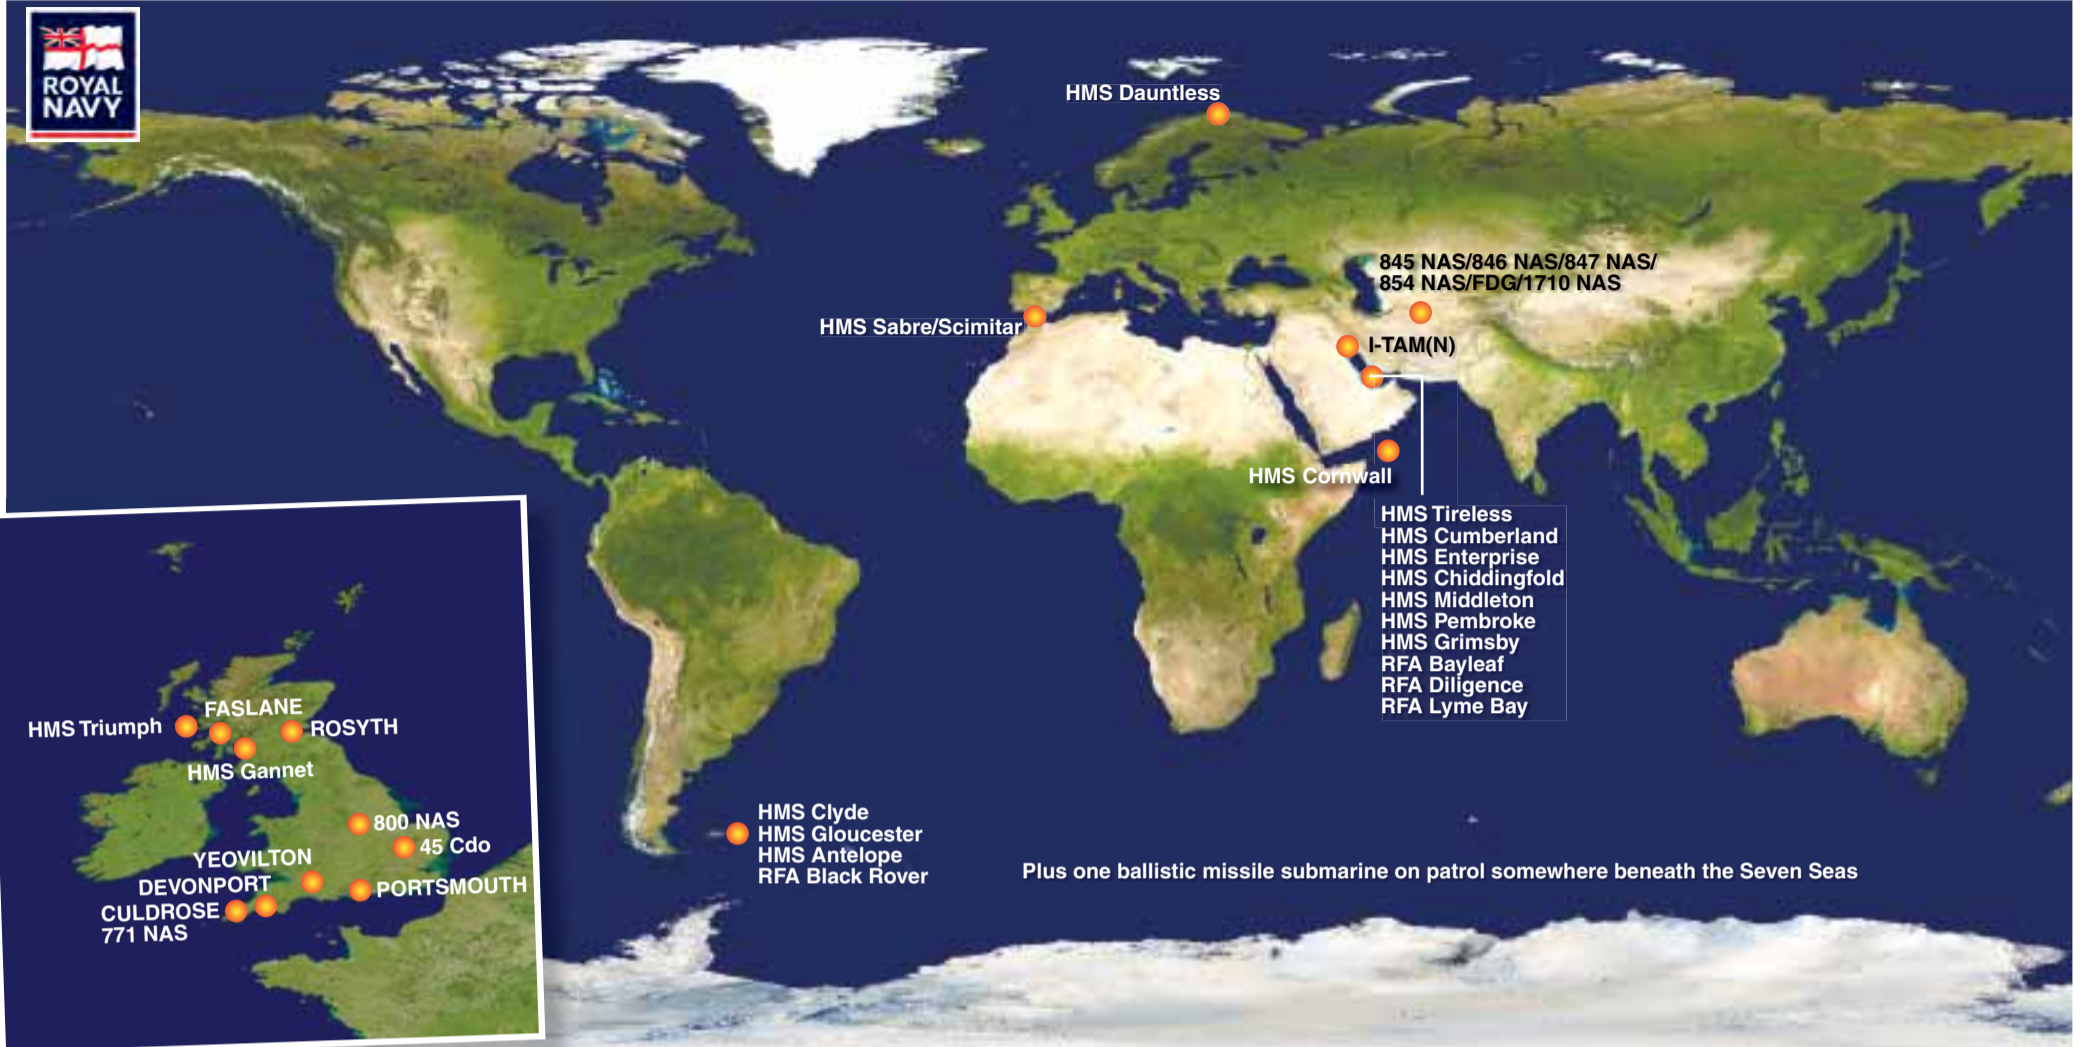 ROYAL
NAVY
HMS Dauntless
845 NAS/846 NAS/847 NAS/
854 NAS/FDG/1710 NAS
HMS Sabre/Scimitar
I-TAM(N)
HMS Cornwall
HMS Tireless
HMS Cumberland
HMS Enterprise
HMS Chiddingfold
HMS Middleton
HMS Pembroke
HMS Grimsby
RFA Bayleaf
RFA Diligence
RFA Lyme Bay
FASLANE
HMS Triumph
ROSYTH
HMS Gannet
800 NAS
45 Cdo
YEOVILTON
DEVONPORT
PORTSMOUTH
CULDROSE
771 NAS
HMS Clyde
HMS Gloucester
HMS Antelope
RFA Black Rover
Plus one ballistic missile submarine on patrol somewhere beneath the Seven Seas